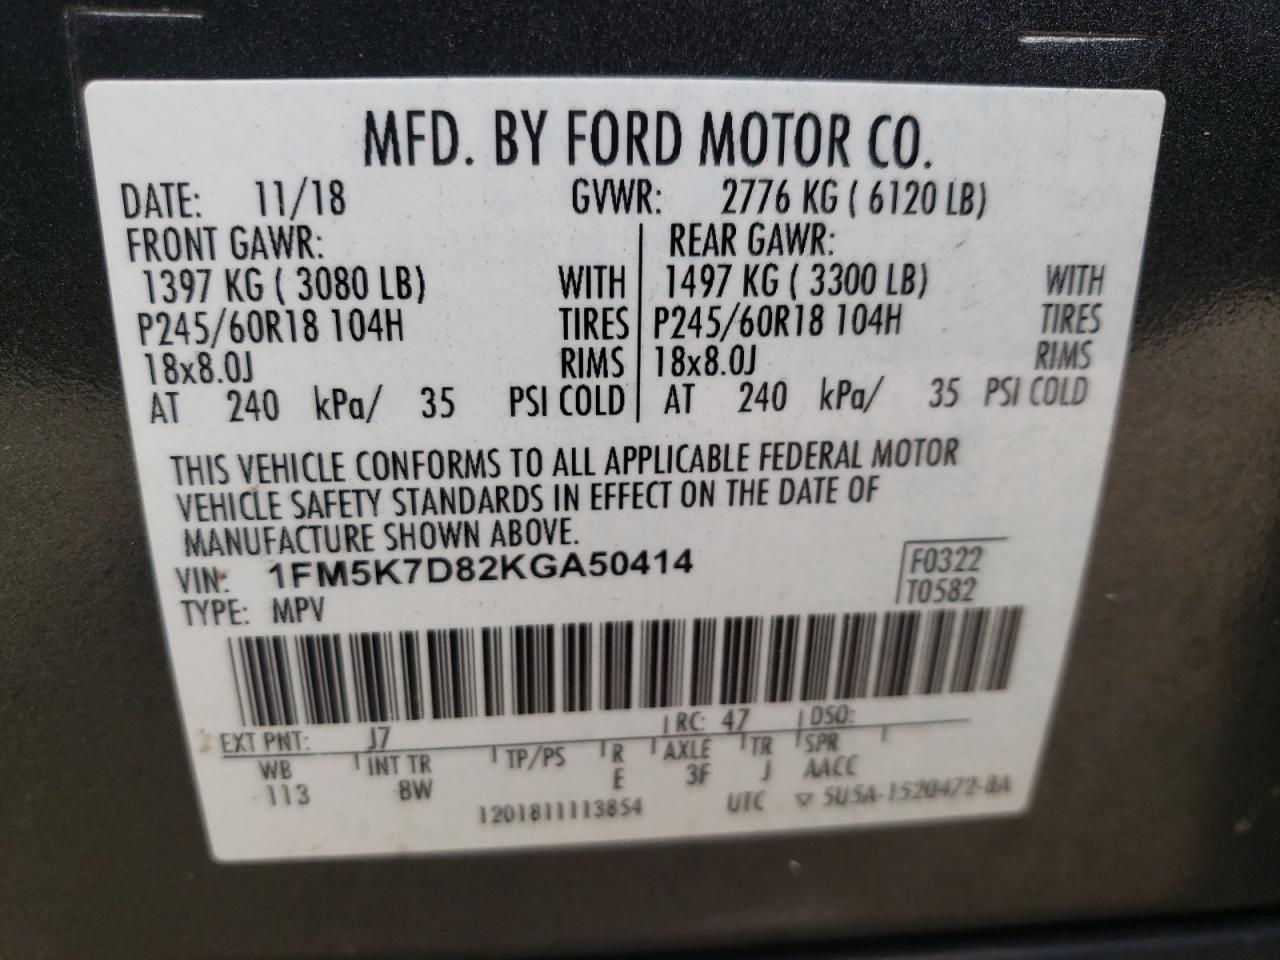 MFD. BY FORD MOTOR CO.
DATE: 11/18 GVWR: 2776 KG ( 6120 LB)
FRONT GAWR: REAR GAWR:
1397 KG ( 3080 LB) WITH 1497 KG ( 3300 LB) WITH
P245/60R18 104H TIRES P245/60R18 104H TIRES
18x8.0J RIMS 18x8.0J RIMS
AT 240 kPa/ 35 PSI COLD AT 240 kPa/ 35 PSI COLD
THIS VEHICLE CONFORMS TO ALL APPLICABLE FEDERAL MOTOR
VEHICLE SAFETY STANDARDS IN EFFECT ON THE DATE OF
MANUFACTURE SHOWN ABOVE.
VIN: 1FM5K7D82KGA50414 F0322
TYPE: MPV T0582
EXT PNT: J7 RC: 47 DSO:
WB INT TR TP/PS R AXLE TR SPR
113 8W E 3F J AACC
1201811113854 UTC ▽ 5U5A-1520472-8A